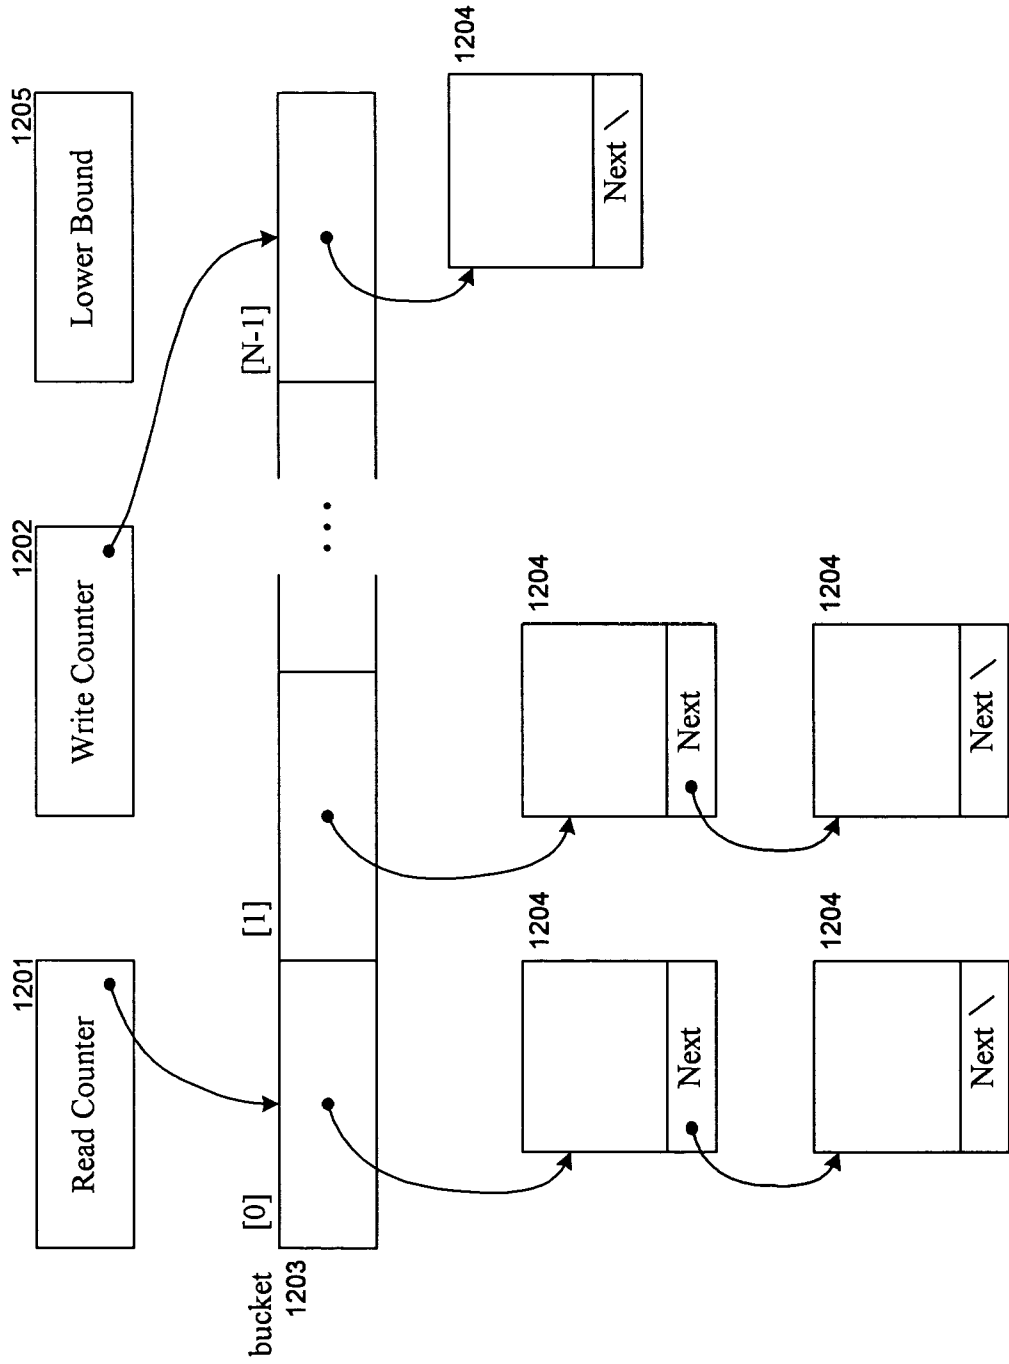 1201
1202
1205
Read Counter
Write Counter
Lower Bound
[0]
[1]
[N-1]
bucket
1203
...
1204
Next \
1204
1204
Next
Next
1204
1204
Next \
Next \